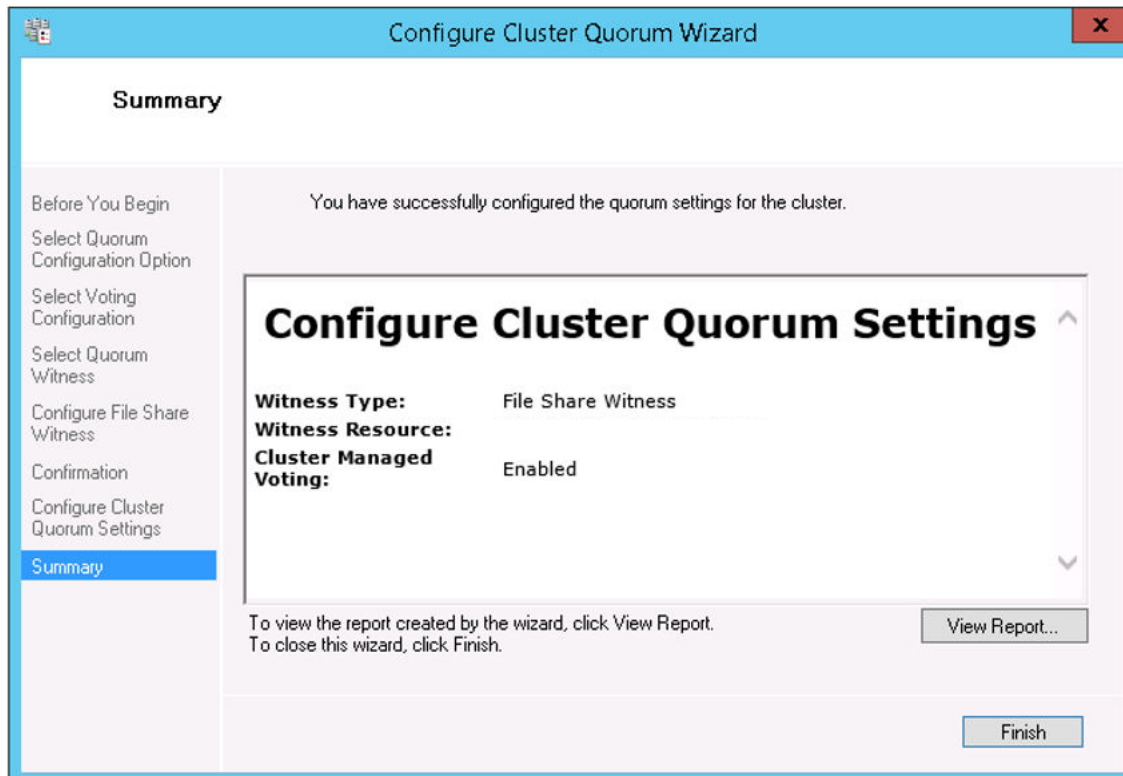 Configure Cluster Quorum Wizard
x
Summary
Before You Begin
Select Quorum
Configuration Option
Select Voting
Configuration
Select Quorum
Witness
Configure File Share
Witness
Confirmation
Configure Cluster
Quorum Settings
Summary
You have successfully configured the quorum settings for the cluster.
Configure Cluster Quorum Settings
Witness Type: File Share Witness
Witness Resource:
Cluster Managed
Voting: Enabled
To view the report created by the wizard, click View Report.
To close this wizard, click Finish.
View Report...
Finish